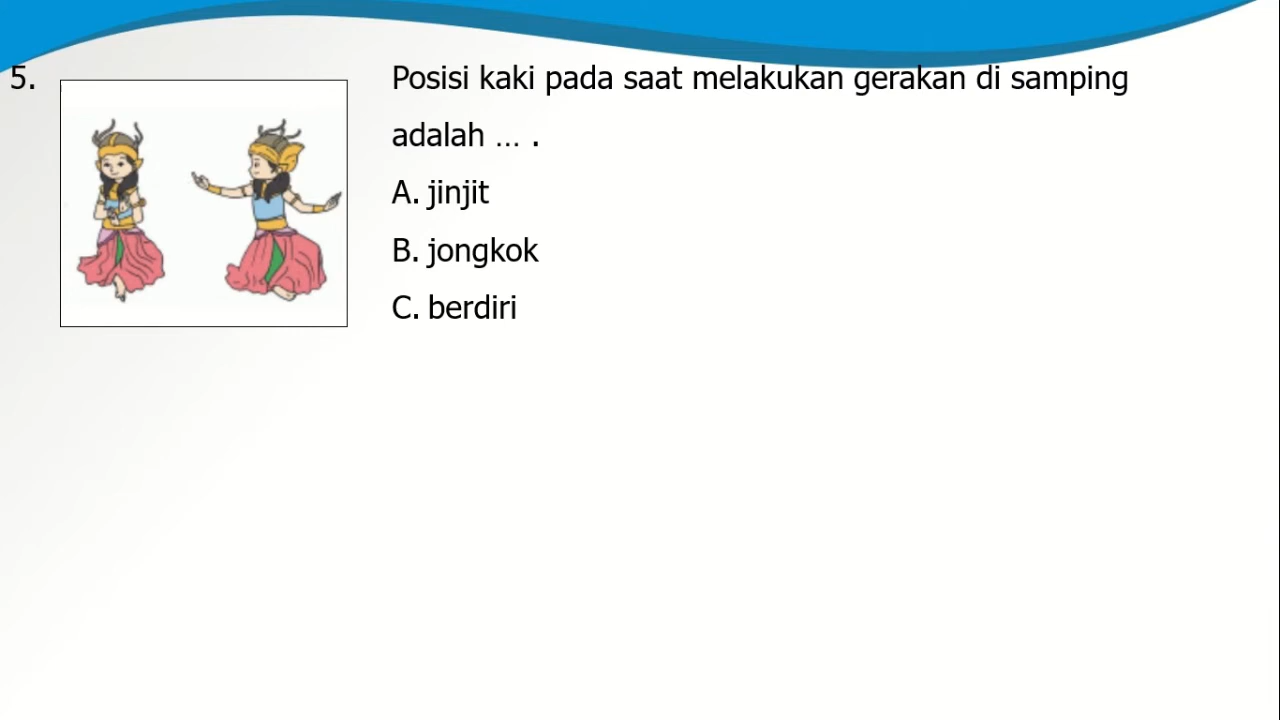 5.
Posisi kaki pada saat melakukan gerakan di samping
adalah ... .
A. jinjit
B. jongkok
C. berdiri